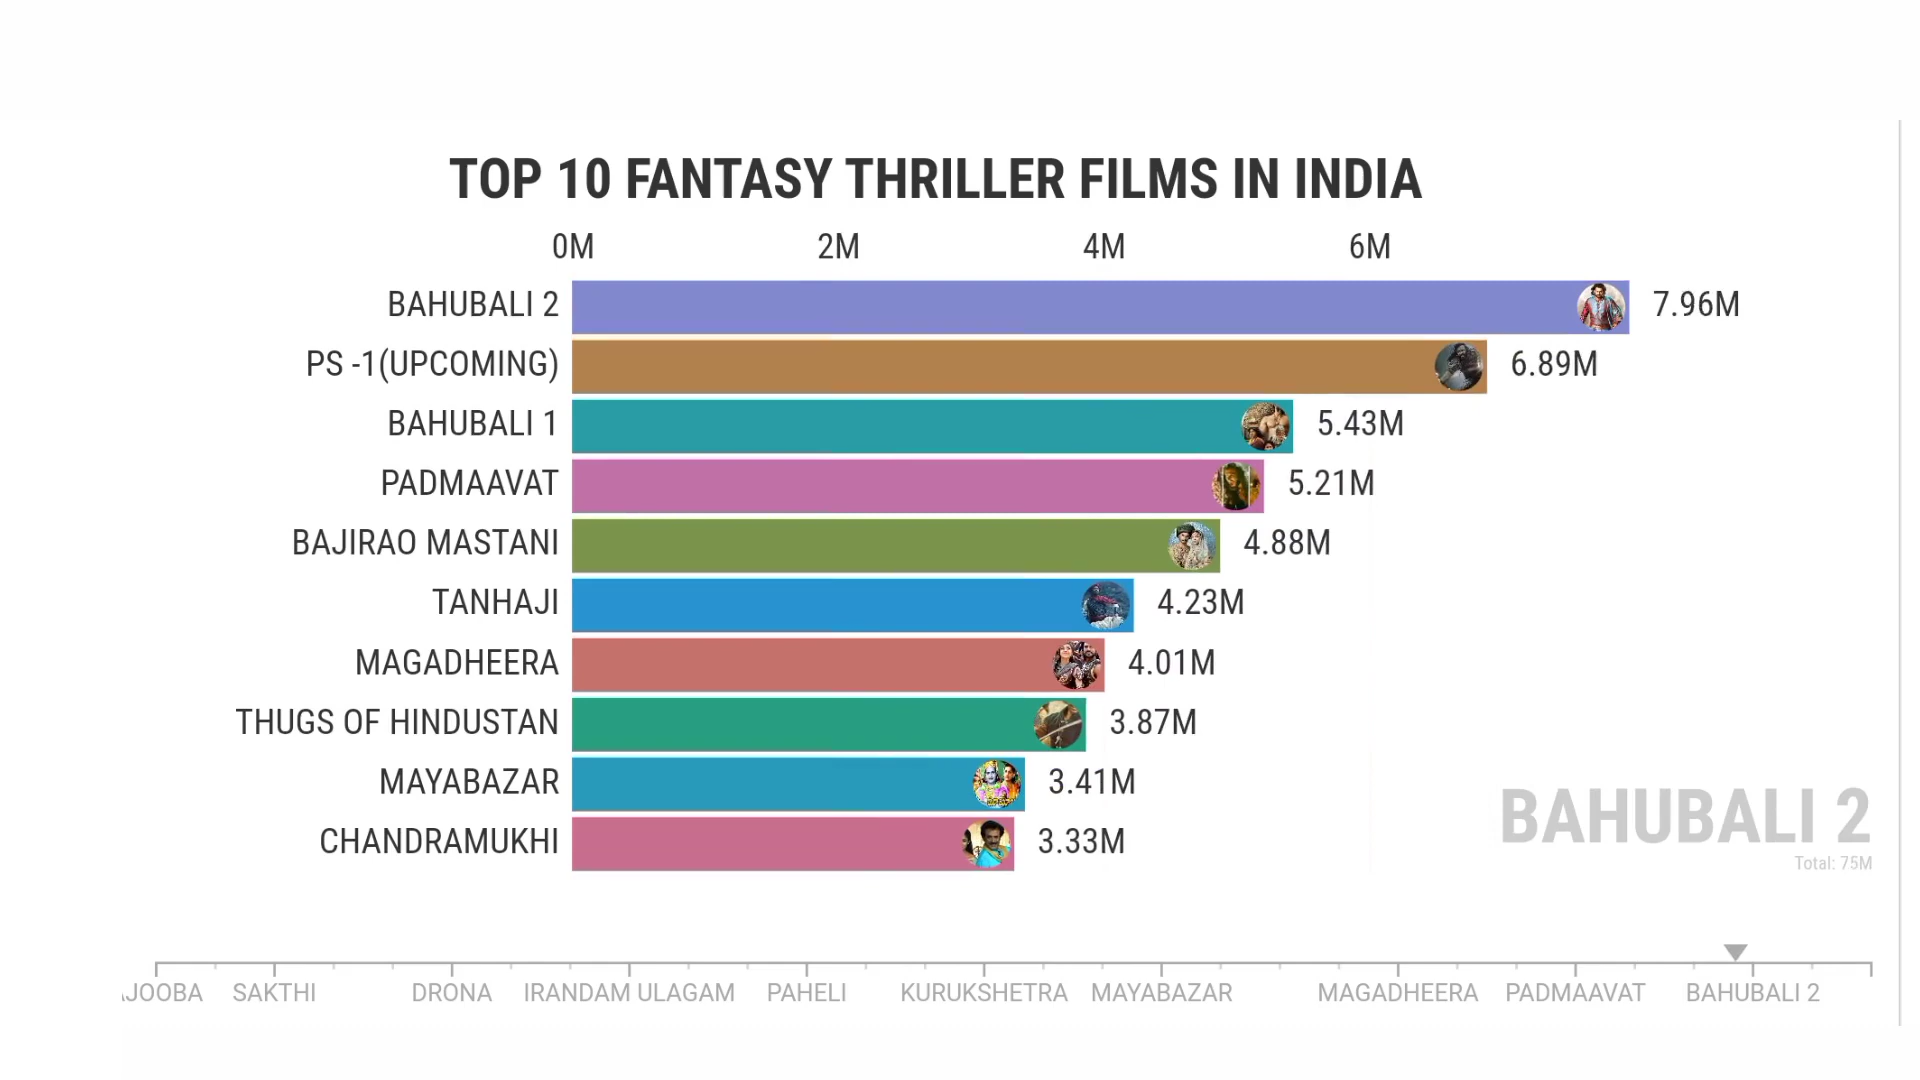 TOP 10 FANTASY THRILLER FILMS IN INDIA
0M 2M 4M 6M
BAHUBALI 2 7.96M
PS -1(UPCOMING) 6.89M
BAHUBALI 1 5.43M
PADMAAVAT 5.21M
BAJIRAO MASTANI 4.88M
TANHAJI 4.23M
MAGADHEERA 4.01M
THUGS OF HINDUSTAN 3.87M
MAYABAZAR 3.41M
CHANDRAMUKHI 3.33M
BAHUBALI 2
Total: 75M
JOOBA SAKTHI DRONA IRANDAM ULAGAM PAHELI KURUKSHETRA MAYABAZAR MAGADHEERA PADMAAVAT BAHUBALI 2